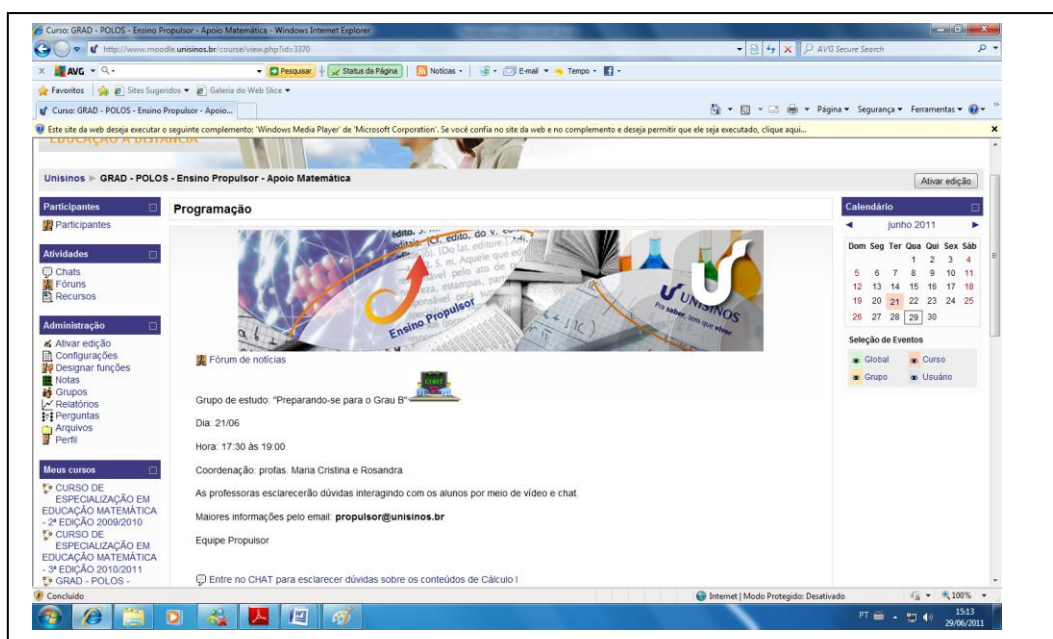 Curso: GRAD - POLOS - Ensino Propulsor - Apoio Matemática - Windows Internet Explorer
http://www.moodle.unisinos.br/course/view.php?id=3370
AVG Secure Search
AVG
Pesquisar
Status da Página
Notícias
E-mail
Tempo
Favoritos
Sites Sugeridos
Galeria do Web Slice
Curso: GRAD - POLOS - Ensino Propulsor - Apoio...
Página
Segurança
Ferramentas
Este site da web deseja executar o seguinte complemento: 'Windows Media Player' de 'Microsoft Corporation'. Se você confia no site da web e no complemento e deseja permitir que ele seja executado, clique aqui...
EDUCAÇÃO A DISTÂNCIA
Unisinos ► GRAD - POLOS - Ensino Propulsor - Apoio Matemática
Ativar edição
Participantes
Participantes
Atividades
Chats
Fóruns
Recursos
Administração
Ativar edição
Configurações
Designar funções
Notas
Grupos
Relatórios
Perguntas
Arquivos
Perfil
Meus cursos
CURSO DE
ESPECIALIZAÇÃO EM
EDUCAÇÃO MATEMÁTICA
- 2ª EDIÇÃO 2009/2010
CURSO DE
ESPECIALIZAÇÃO EM
EDUCAÇÃO MATEMÁTICA
- 3ª EDIÇÃO 2010/2011
GRAD - POLOS -
Programação
Ensino Propulsor
UNISINOS
Pra saber, tem que viver.
Fórum de notícias
Grupo de estudo: "Preparando-se para o Grau B"
CHAT
Dia: 21/06
Hora: 17:30 às 19:00
Coordenação: profas. Maria Cristina e Rosandra
As professoras esclarecerão dúvidas interagindo com os alunos por meio de vídeo e chat.
Maiores informações pelo email: propulsor@unisinos.br
Equipe Propulsor
Entre no CHAT para esclarecer dúvidas sobre os conteúdos de Cálculo I
Calendário
junho 2011
Dom Seg Ter Qua Qui Sex Sáb
1 2 3 4
5 6 7 8 9 10 11
12 13 14 15 16 17 18
19 20 21 22 23 24 25
26 27 28 29 30
Seleção de Eventos
Global Curso
Grupo Usuário
Concluído
Internet | Modo Protegido: Desativado
100%
PT
15:13
29/06/2011